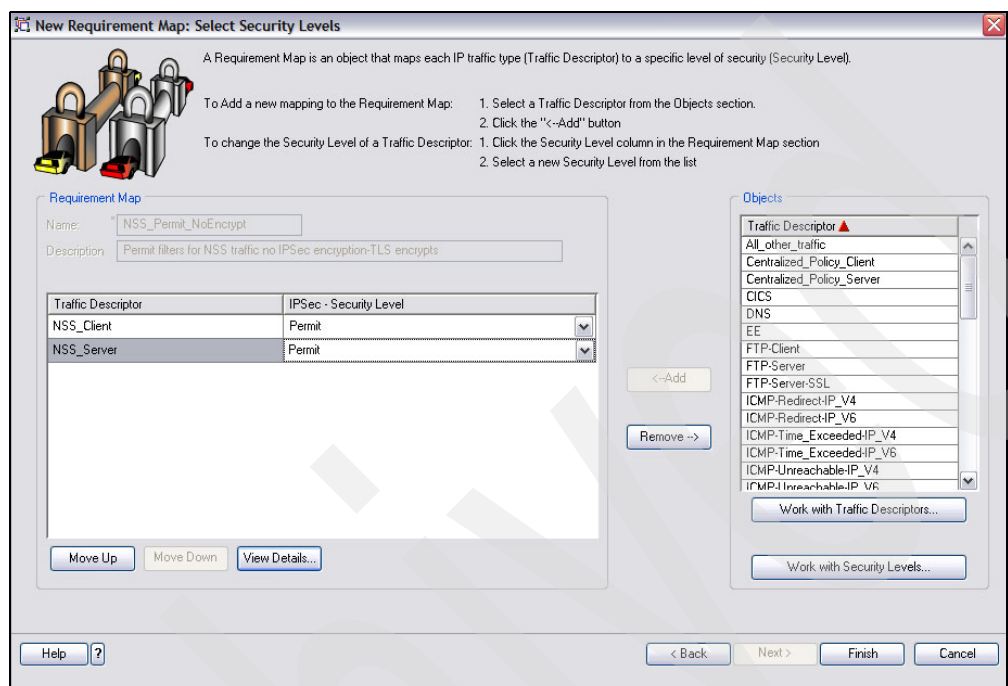 New Requirement Map: Select Security Levels
A Requirement Map is an object that maps each IP traffic type (Traffic Descriptor) to a specific level of security (Security Level).
To Add a new mapping to the Requirement Map: 1. Select a Traffic Descriptor from the Objects section.
2. Click the "<--Add" button
To change the Security Level of a Traffic Descriptor: 1. Click the Security Level column in the Requirement Map section
2. Select a new Security Level from the list
Requirement Map
Name: * NSS_Permit_NoEncrypt
Description Permit filters for NSS traffic no IPSec encryption-TLS encrypts
Traffic Descriptor IPSec - Security Level
NSS_Client Permit
NSS_Server Permit
Move Up Move Down View Details...
<--Add
Remove -->
Objects
Traffic Descriptor
All_other_traffic
Centralized_Policy_Client
Centralized_Policy_Server
CICS
DNS
EE
FTP-Client
FTP-Server
FTP-Server-SSL
ICMP-Redirect-IP_V4
ICMP-Redirect-IP_V6
ICMP-Time_Exceeded-IP_V4
ICMP-Time_Exceeded-IP_V6
ICMP-Unreachable-IP_V4
ICMP-Unreachable-IP_V6
Work with Traffic Descriptors...
Work with Security Levels...
Help ? < Back Next > Finish Cancel